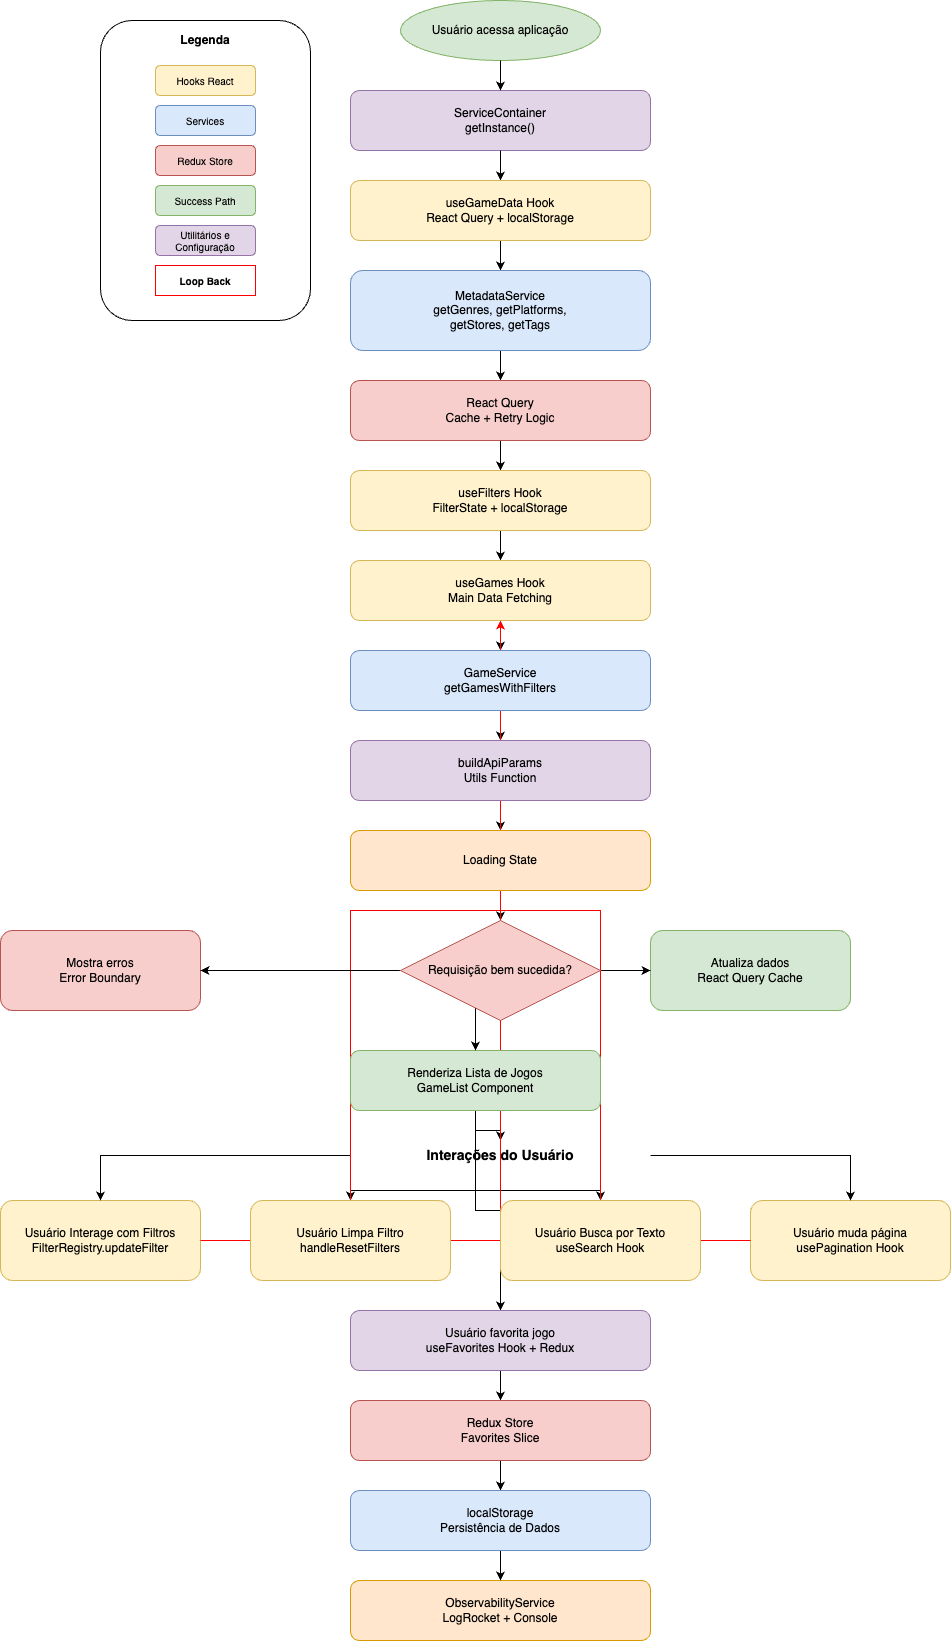 Usuário acessa aplicação
Legenda
Hooks React
Services
Redux Store
Success Path
Utilitários e
Configuração
Loop Back
ServiceContainer
getInstance()
useGameData Hook
React Query + localStorage
MetadataService
getGenres, getPlatforms,
getStores, getTags
React Query
Cache + Retry Logic
useFilters Hook
FilterState + localStorage
useGames Hook
Main Data Fetching
GameService
getGamesWithFilters
buildApiParams
Utils Function
Loading State
Requisição bem sucedida?
Mostra erros
Error Boundary
Atualiza dados
React Query Cache
Renderiza Lista de Jogos
GameList Component
Interações do Usuário
Usuário Interage com Filtros
FilterRegistry.updateFilter
Usuário Limpa Filtro
handleResetFilters
Usuário Busca por Texto
useSearch Hook
Usuário muda página
usePagination Hook
Usuário favorita jogo
useFavorites Hook + Redux
Redux Store
Favorites Slice
localStorage
Persistência de Dados
ObservabilityService
LogRocket + Console